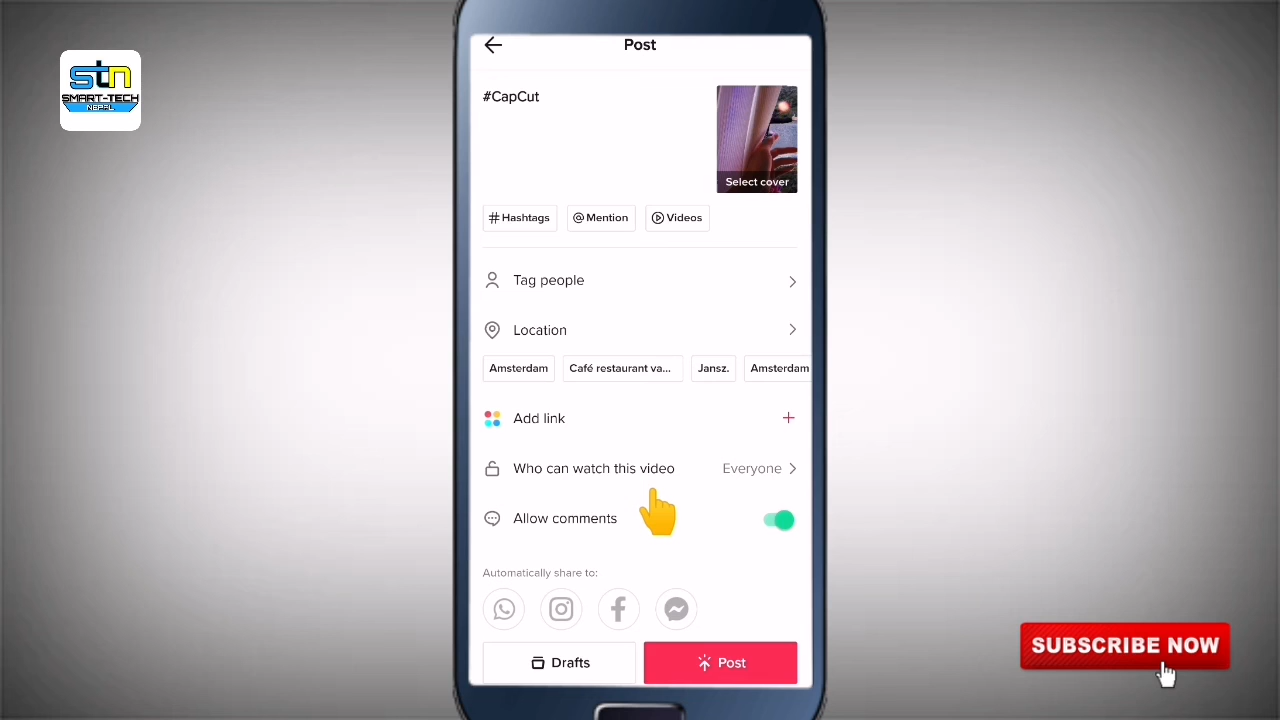 Post
stn
SMART-TECH
NEPAL
#CapCut
Select cover
Hashtags
Mention
Videos
Tag people
Location
Amsterdam
Café restaurant va...
Jansz.
Amsterdam
Add link
Who can watch this video
Everyone
Allow comments
Automatically share to:
Drafts
Post
SUBSCRIBE NOW